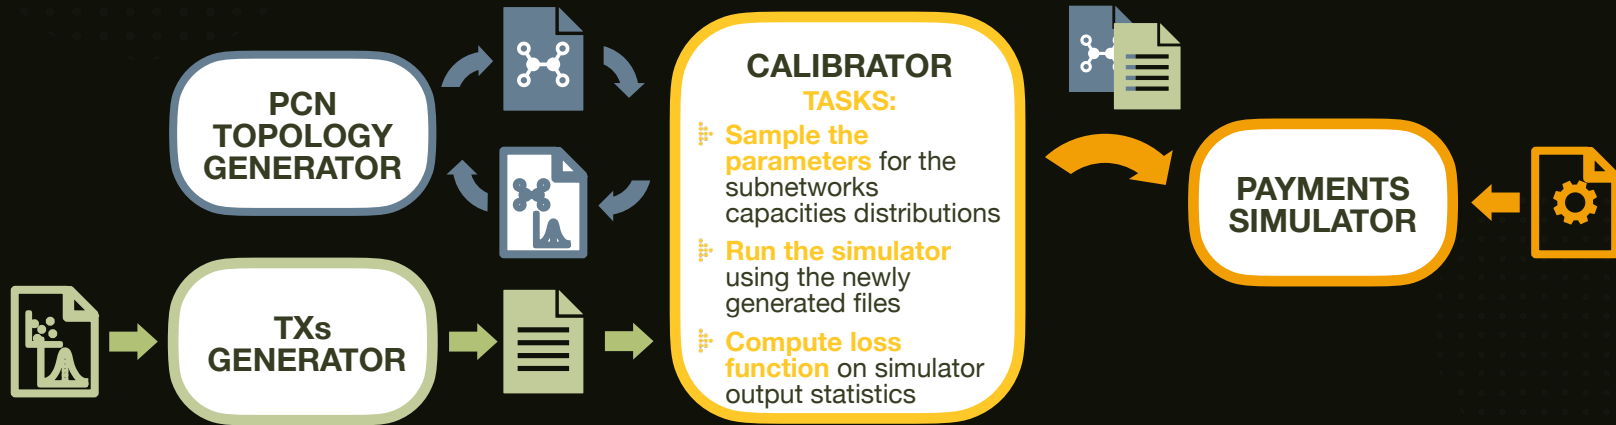 PCN
TOPOLOGY
GENERATOR
TXs
GENERATOR
CALIBRATOR
TASKS:
Sample the
parameters for the
subnetworks
capacities distributions
Run the simulator
using the newly
generated files
Compute loss
function on simulator
output statistics
PAYMENTS
SIMULATOR